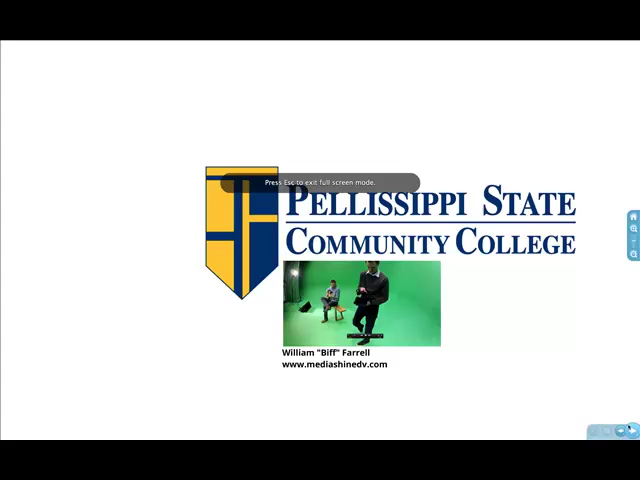 Press Esc to exit full screen mode.
PELLISSIPPI STATE
COMMUNITY COLLEGE
William "Biff" Farrell
www.mediashinedv.com